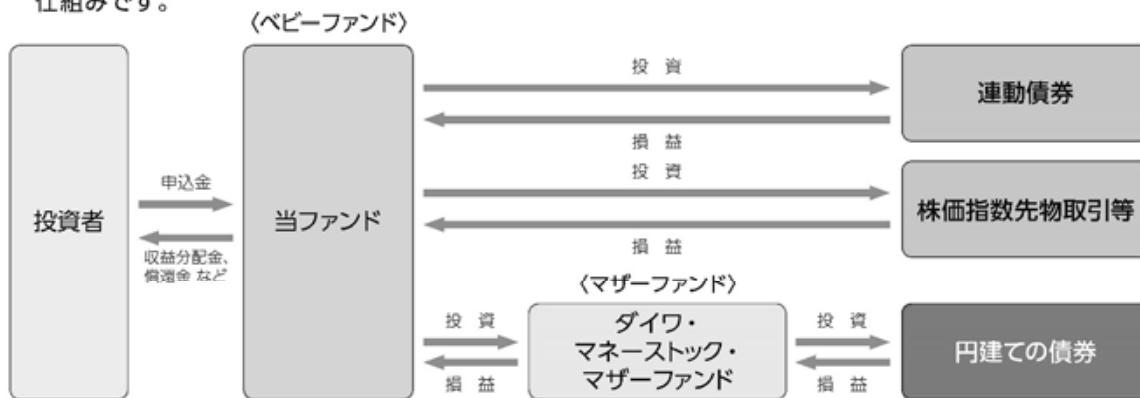 仕組みです。
〈ベビーファンド〉
投資者
申込金
収益分配金、
償還金 など
当ファンド
投 資
損 益
連動債券
投 資
損 益
株価指数先物取引等
〈マザーファンド〉
投 資
損 益
ダイワ・
マネーストック・
マザーファンド
投 資
損 益
円建ての債券